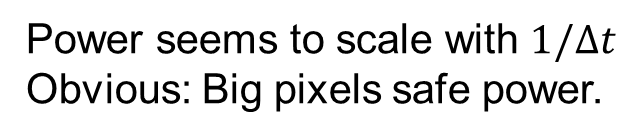 Power seems to scale with 1/Δt
Obvious: Big pixels safe power.